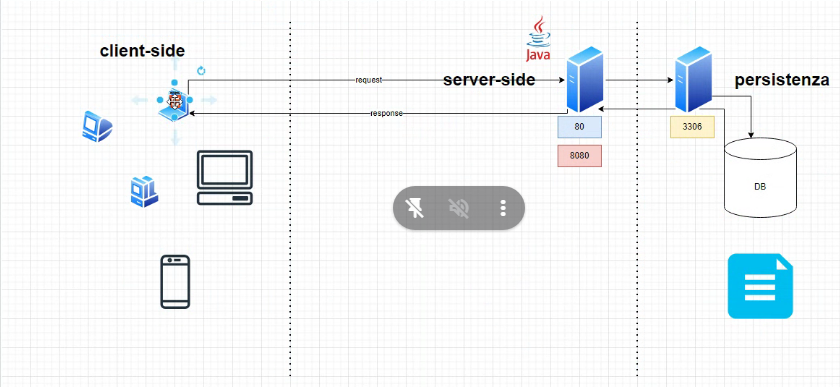 client-side
Java
request
server-side
persistenza
response
80
3306
8080
DB